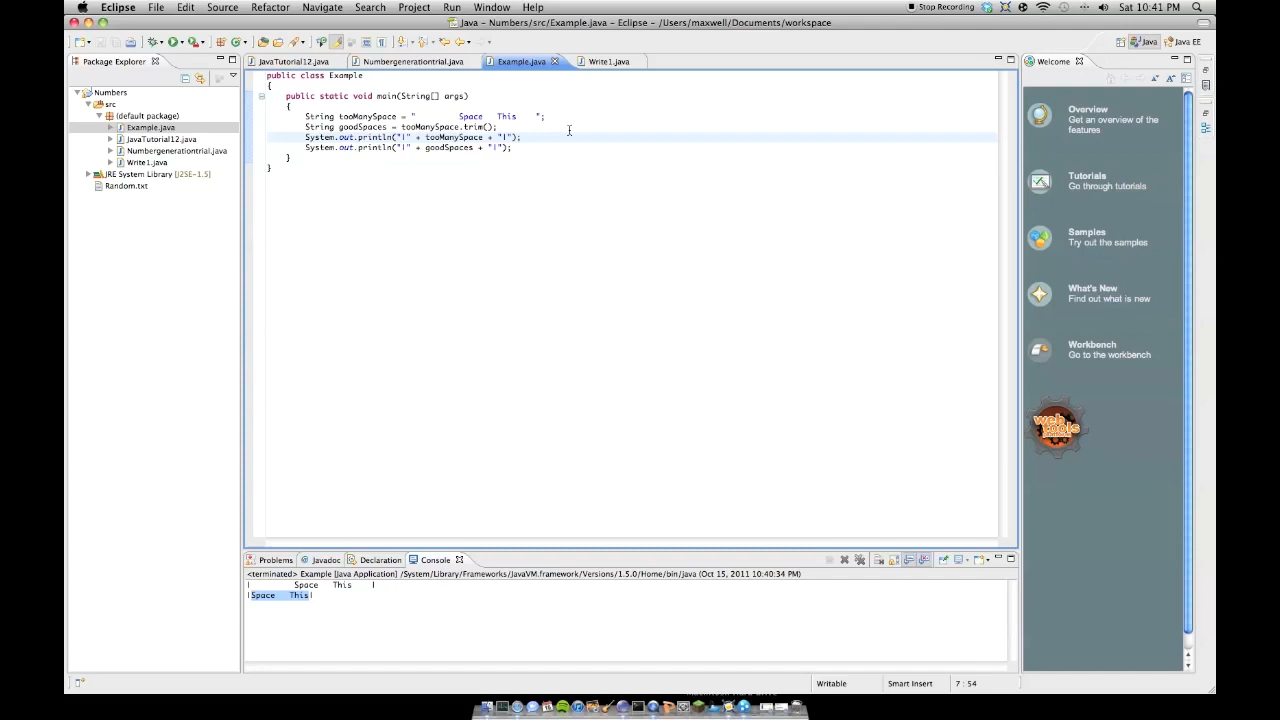 Eclipse File Edit Source Refactor Navigate Search Project Run Window Help Stop Recording Sat 10:41 PM
Java - Numbers/src/Example.java - Eclipse - /Users/maxwell/Documents/workspace
Java Java EE
Package Explorer
Numbers
src
(default package)
Example.java
JavaTutorial12.java
Numbergenerationtrial.java
Write1.java
JRE System Library [J2SE-1.5]
Random.txt
JavaTutorial12.java Numbergenerationtrial.java Example.java Write1.java
public class Example
{
public static void main(String[] args)
{
String tooManySpace = "         Space   This    ";
String goodSpaces = tooManySpace.trim();
System.out.println("|" + tooManySpace + "|");
System.out.println("|" + goodSpaces + "|");
}
}
Welcome
Overview
Get an overview of the
features
Tutorials
Go through tutorials
Samples
Try out the samples
What's New
Find out what is new
Workbench
Go to the workbench
web
tools
Problems Javadoc Declaration Console
<terminated> Example [Java Application] /System/Library/Frameworks/JavaVM.framework/Versions/1.5.0/Home/bin/java (Oct 15, 2011 10:40:34 PM)
|         Space   This    |
|Space   This|
Writable Smart Insert 7 : 54